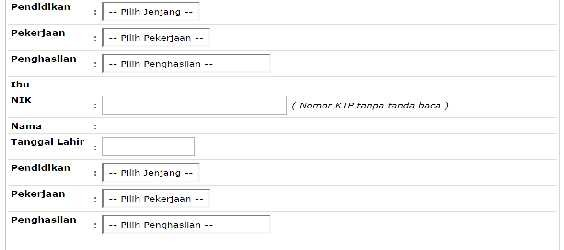 Pendidikan : -- Pilih Jenjang --
Pekerjaan : -- Pilih Pekerjaan --
Penghasilan : -- Pilih Penghasilan --
Ibu
NIK : ( Nomor KTP tanpa tanda baca )
Nama :
Tanggal Lahir :
Pendidikan : -- Pilih Jenjang --
Pekerjaan : -- Pilih Pekerjaan --
Penghasilan : -- Pilih Penghasilan --